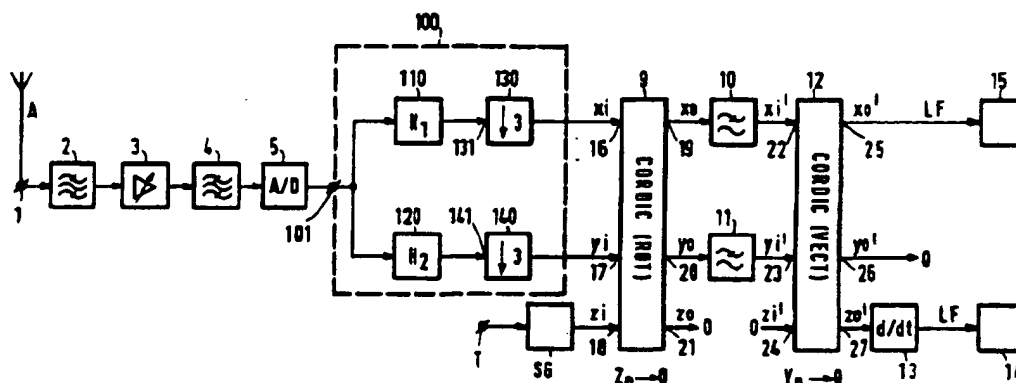 100
A
2
3
4
5
110
130
9
10
12
15
H₁
↓ 3
131
xi
16
xo
19
xi'
22
xo'
25
LF
A/D
1
101
CORDIC (ROT)
CORDIC (VECT)
120
141
140
11
H₂
↓ 3
yi
17
yo
20
yi'
23
yo'
26
0
T
SG
zi
18
zo
21
0
0
zi'
24
zo'
27
d/dt
13
LF
Zₙ→0
Yₙ→0